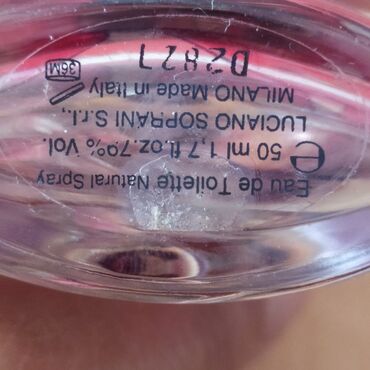 Eau de Toilette Natural Spray
℮ 50 ml 1,7 fl.oz.79% Vol.
LUCIANO SOPRANI S.r.l.,
MILANO Made in Italy
36M
D2827